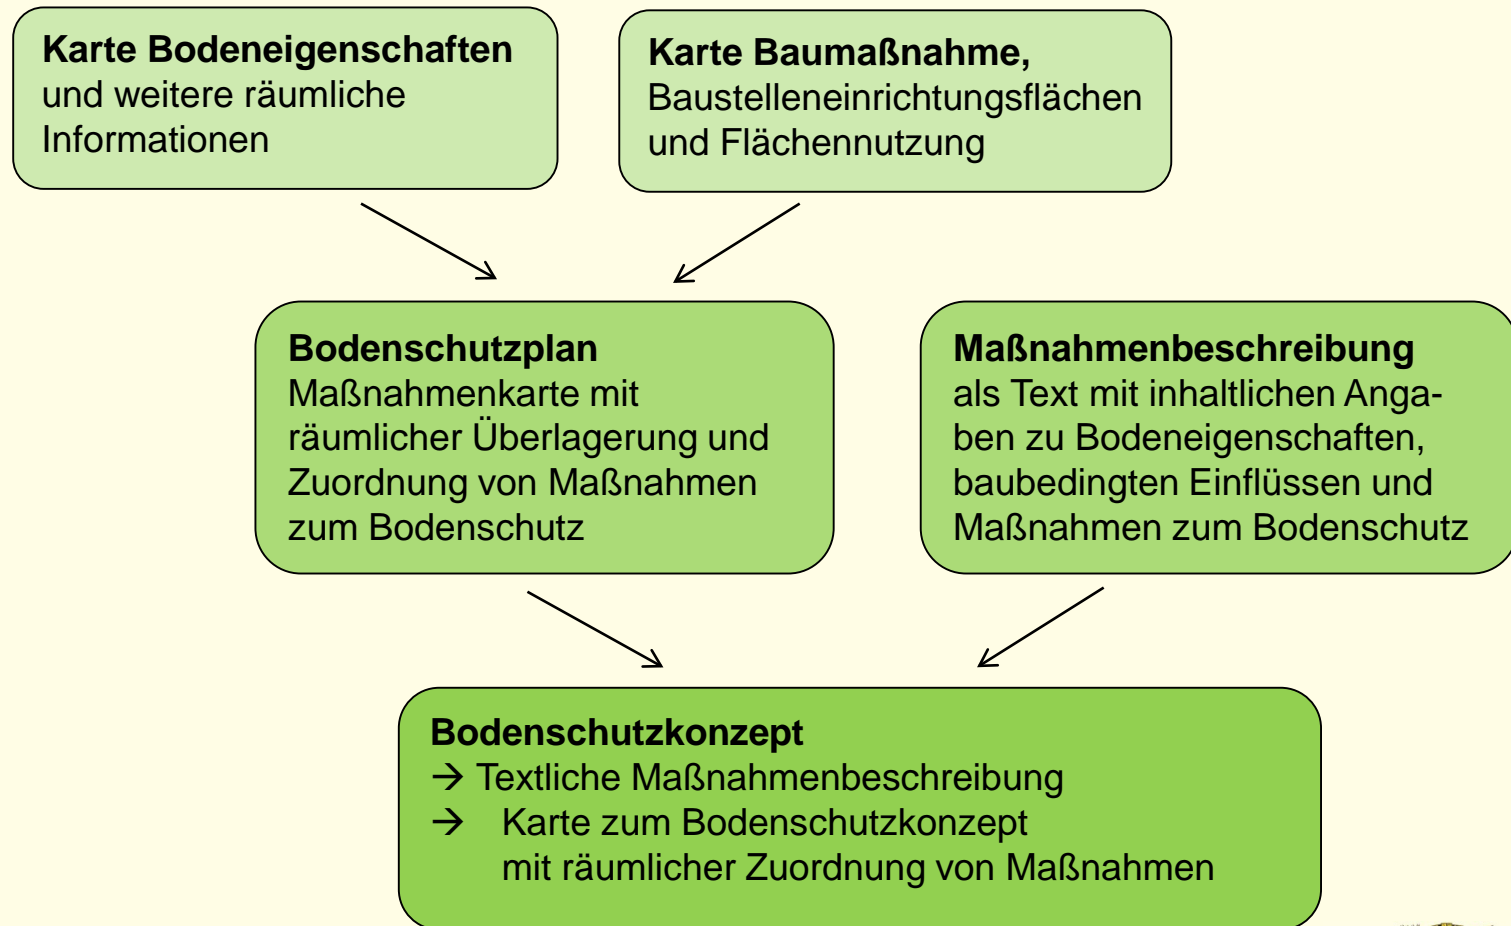 Karte Bodeneigenschaften
und weitere räumliche
Informationen
Karte Baumaßnahme,
Baustelleneinrichtungsflächen
und Flächennutzung
Bodenschutzplan
Maßnahmenkarte mit
räumlicher Überlagerung und
Zuordnung von Maßnahmen
zum Bodenschutz
Maßnahmenbeschreibung
als Text mit inhaltlichen Anga-
ben zu Bodeneigenschaften,
baubedingten Einflüssen und
Maßnahmen zum Bodenschutz
Bodenschutzkonzept
→ Textliche Maßnahmenbeschreibung
→ Karte zum Bodenschutzkonzept
mit räumlicher Zuordnung von Maßnahmen